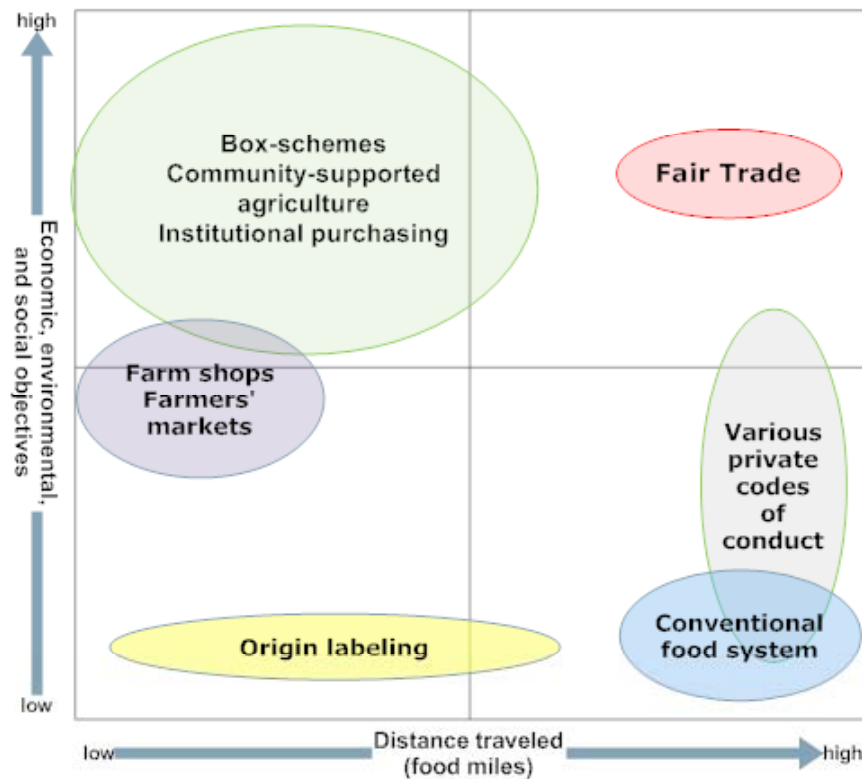 high
Box-schemes
Community-supported
agriculture
Institutional purchasing
Fair Trade
Economic, environmental,
and social objectives
Farm shops
Farmers'
markets
Various
private
codes
of
conduct
Origin labeling
Conventional
food system
low
low
Distance traveled
(food miles)
high